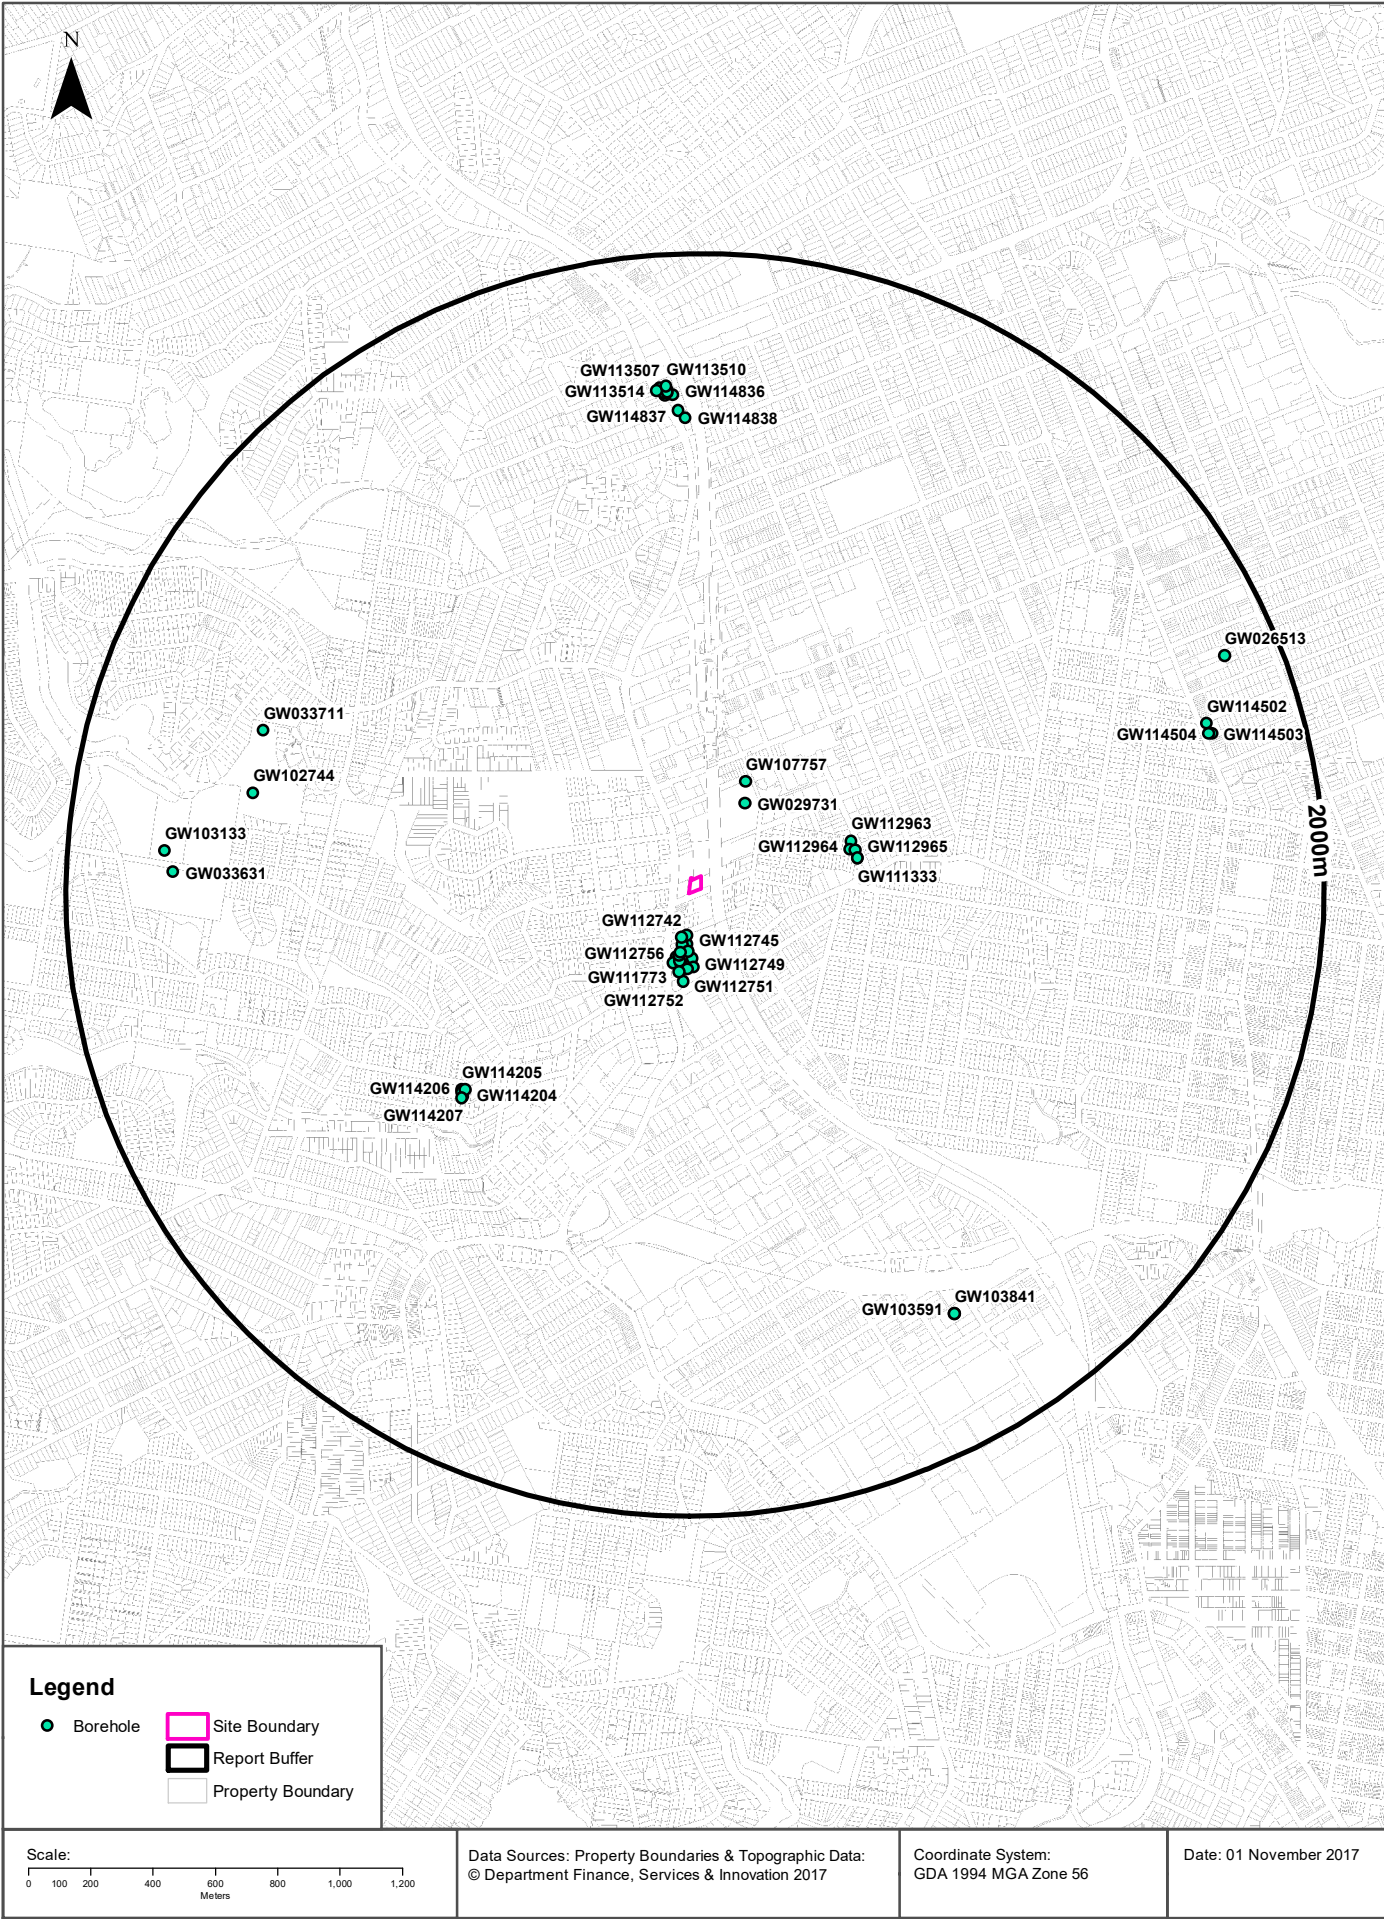 N
GW113507 GW113510
GW113514 GW114836
GW114837 GW114838
GW026513
GW033711
GW114502
GW114504 GW114503
GW102744
GW107757
GW029731
GW103133
GW112963
GW112964 GW112965
GW033631
GW111333
2000m
GW112742
GW112745
GW112756
GW112749
GW111773
GW112751
GW112752
GW114205
GW114206 GW114204
GW114207
GW103841
GW103591
Legend
Borehole
Site Boundary
Report Buffer
Property Boundary
Scale:
0 100 200 400 600 800 1,000 1,200
Meters
Data Sources: Property Boundaries & Topographic Data:
© Department Finance, Services & Innovation 2017
Coordinate System:
GDA 1994 MGA Zone 56
Date: 01 November 2017